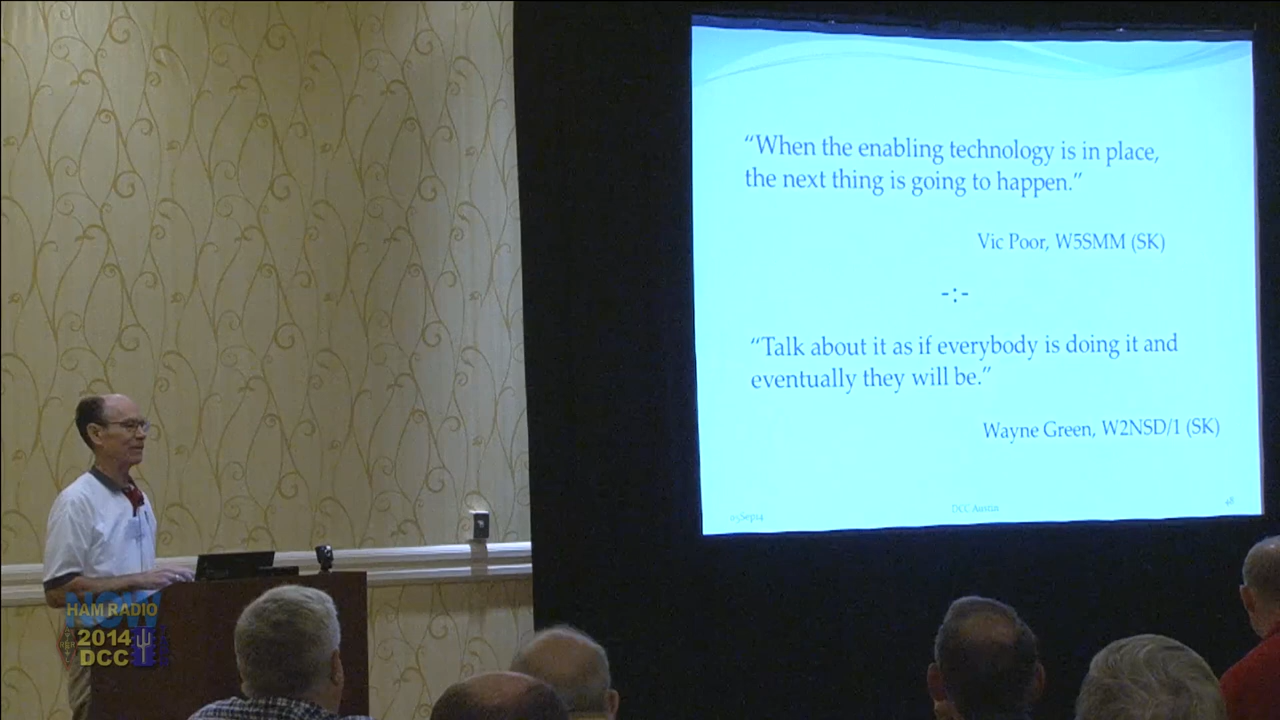 “When the enabling technology is in place,
the next thing is going to happen.”
Vic Poor, W5SMM (SK)
-:-
“Talk about it as if everybody is doing it and
eventually they will be.”
Wayne Green, W2NSD/1 (SK)
05Sep14
DCC Austin
48
NOW
HAM RADIO
2014
DCC